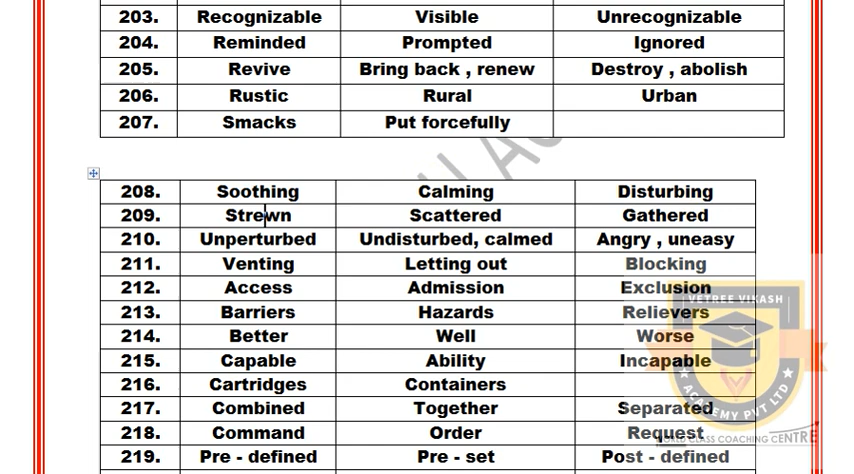 203. Recognizable Visible Unrecognizable
204. Reminded Prompted Ignored
205. Revive Bring back , renew Destroy , abolish
206. Rustic Rural Urban
207. Smacks Put forcefully
208. Soothing Calming Disturbing
209. Strewn Scattered Gathered
210. Unperturbed Undisturbed, calmed Angry , uneasy
211. Venting Letting out Blocking
212. Access Admission Exclusion
213. Barriers Hazards Relievers
214. Better Well Worse
215. Capable Ability Incapable
216. Cartridges Containers
217. Combined Together Separated
218. Command Order Request
219. Pre - defined Pre - set Post - defined
VETREE VIKASH
ACADEMY PVT LTD
WORLD CLASS COACHING CENTRE